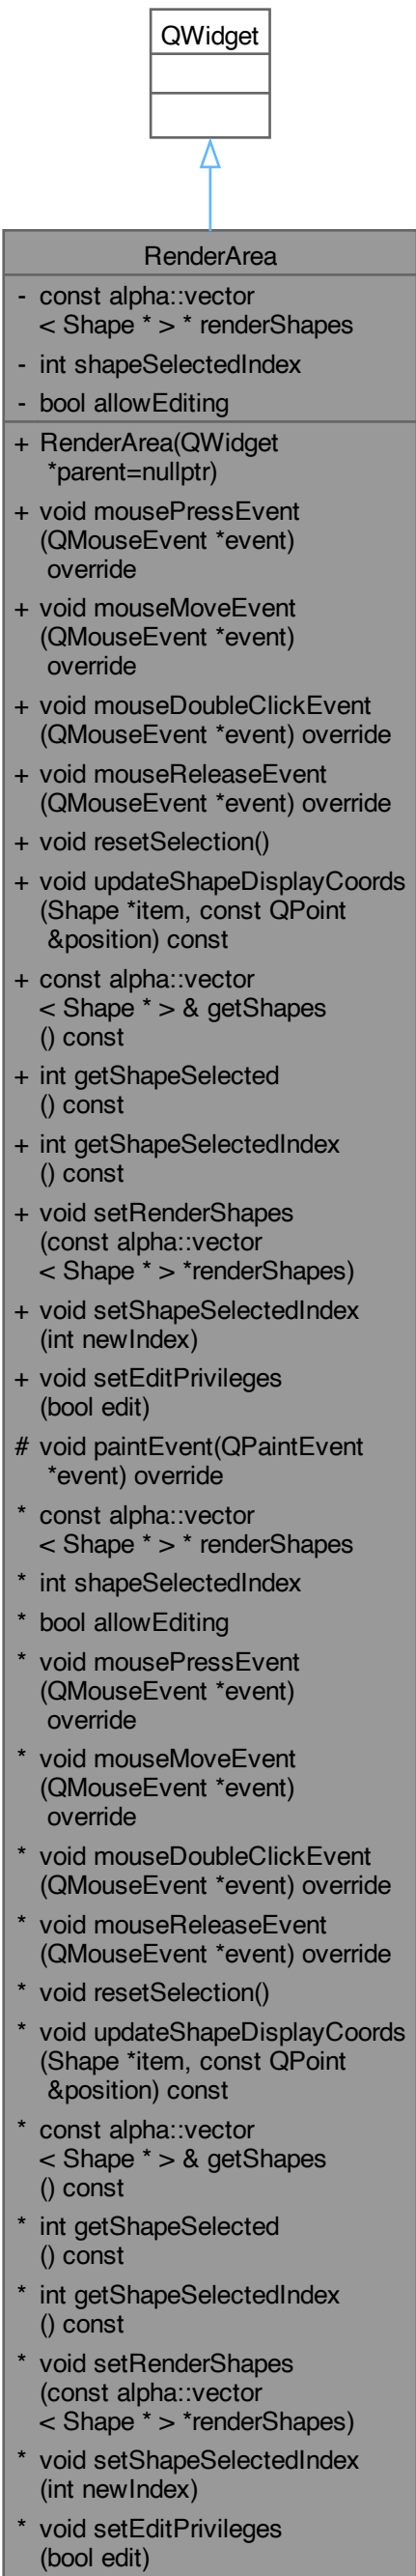 QWidget
RenderArea
- const alpha::vector
< Shape * > * renderShapes
- int shapeSelectedIndex
- bool allowEditing
+ RenderArea(QWidget
*parent=nullptr)
+ void mousePressEvent
(QMouseEvent *event)
override
+ void mouseMoveEvent
(QMouseEvent *event)
override
+ void mouseDoubleClickEvent
(QMouseEvent *event) override
+ void mouseReleaseEvent
(QMouseEvent *event) override
+ void resetSelection()
+ void updateShapeDisplayCoords
(Shape *item, const QPoint
&position) const
+ const alpha::vector
< Shape * > & getShapes
() const
+ int getShapeSelected
() const
+ int getShapeSelectedIndex
() const
+ void setRenderShapes
(const alpha::vector
< Shape * > *renderShapes)
+ void setShapeSelectedIndex
(int newIndex)
+ void setEditPrivileges
(bool edit)
# void paintEvent(QPaintEvent
*event) override
* const alpha::vector
< Shape * > * renderShapes
* int shapeSelectedIndex
* bool allowEditing
* void mousePressEvent
(QMouseEvent *event)
override
* void mouseMoveEvent
(QMouseEvent *event)
override
* void mouseDoubleClickEvent
(QMouseEvent *event) override
* void mouseReleaseEvent
(QMouseEvent *event) override
* void resetSelection()
* void updateShapeDisplayCoords
(Shape *item, const QPoint
&position) const
* const alpha::vector
< Shape * > & getShapes
() const
* int getShapeSelected
() const
* int getShapeSelectedIndex
() const
* void setRenderShapes
(const alpha::vector
< Shape * > *renderShapes)
* void setShapeSelectedIndex
(int newIndex)
* void setEditPrivileges
(bool edit)